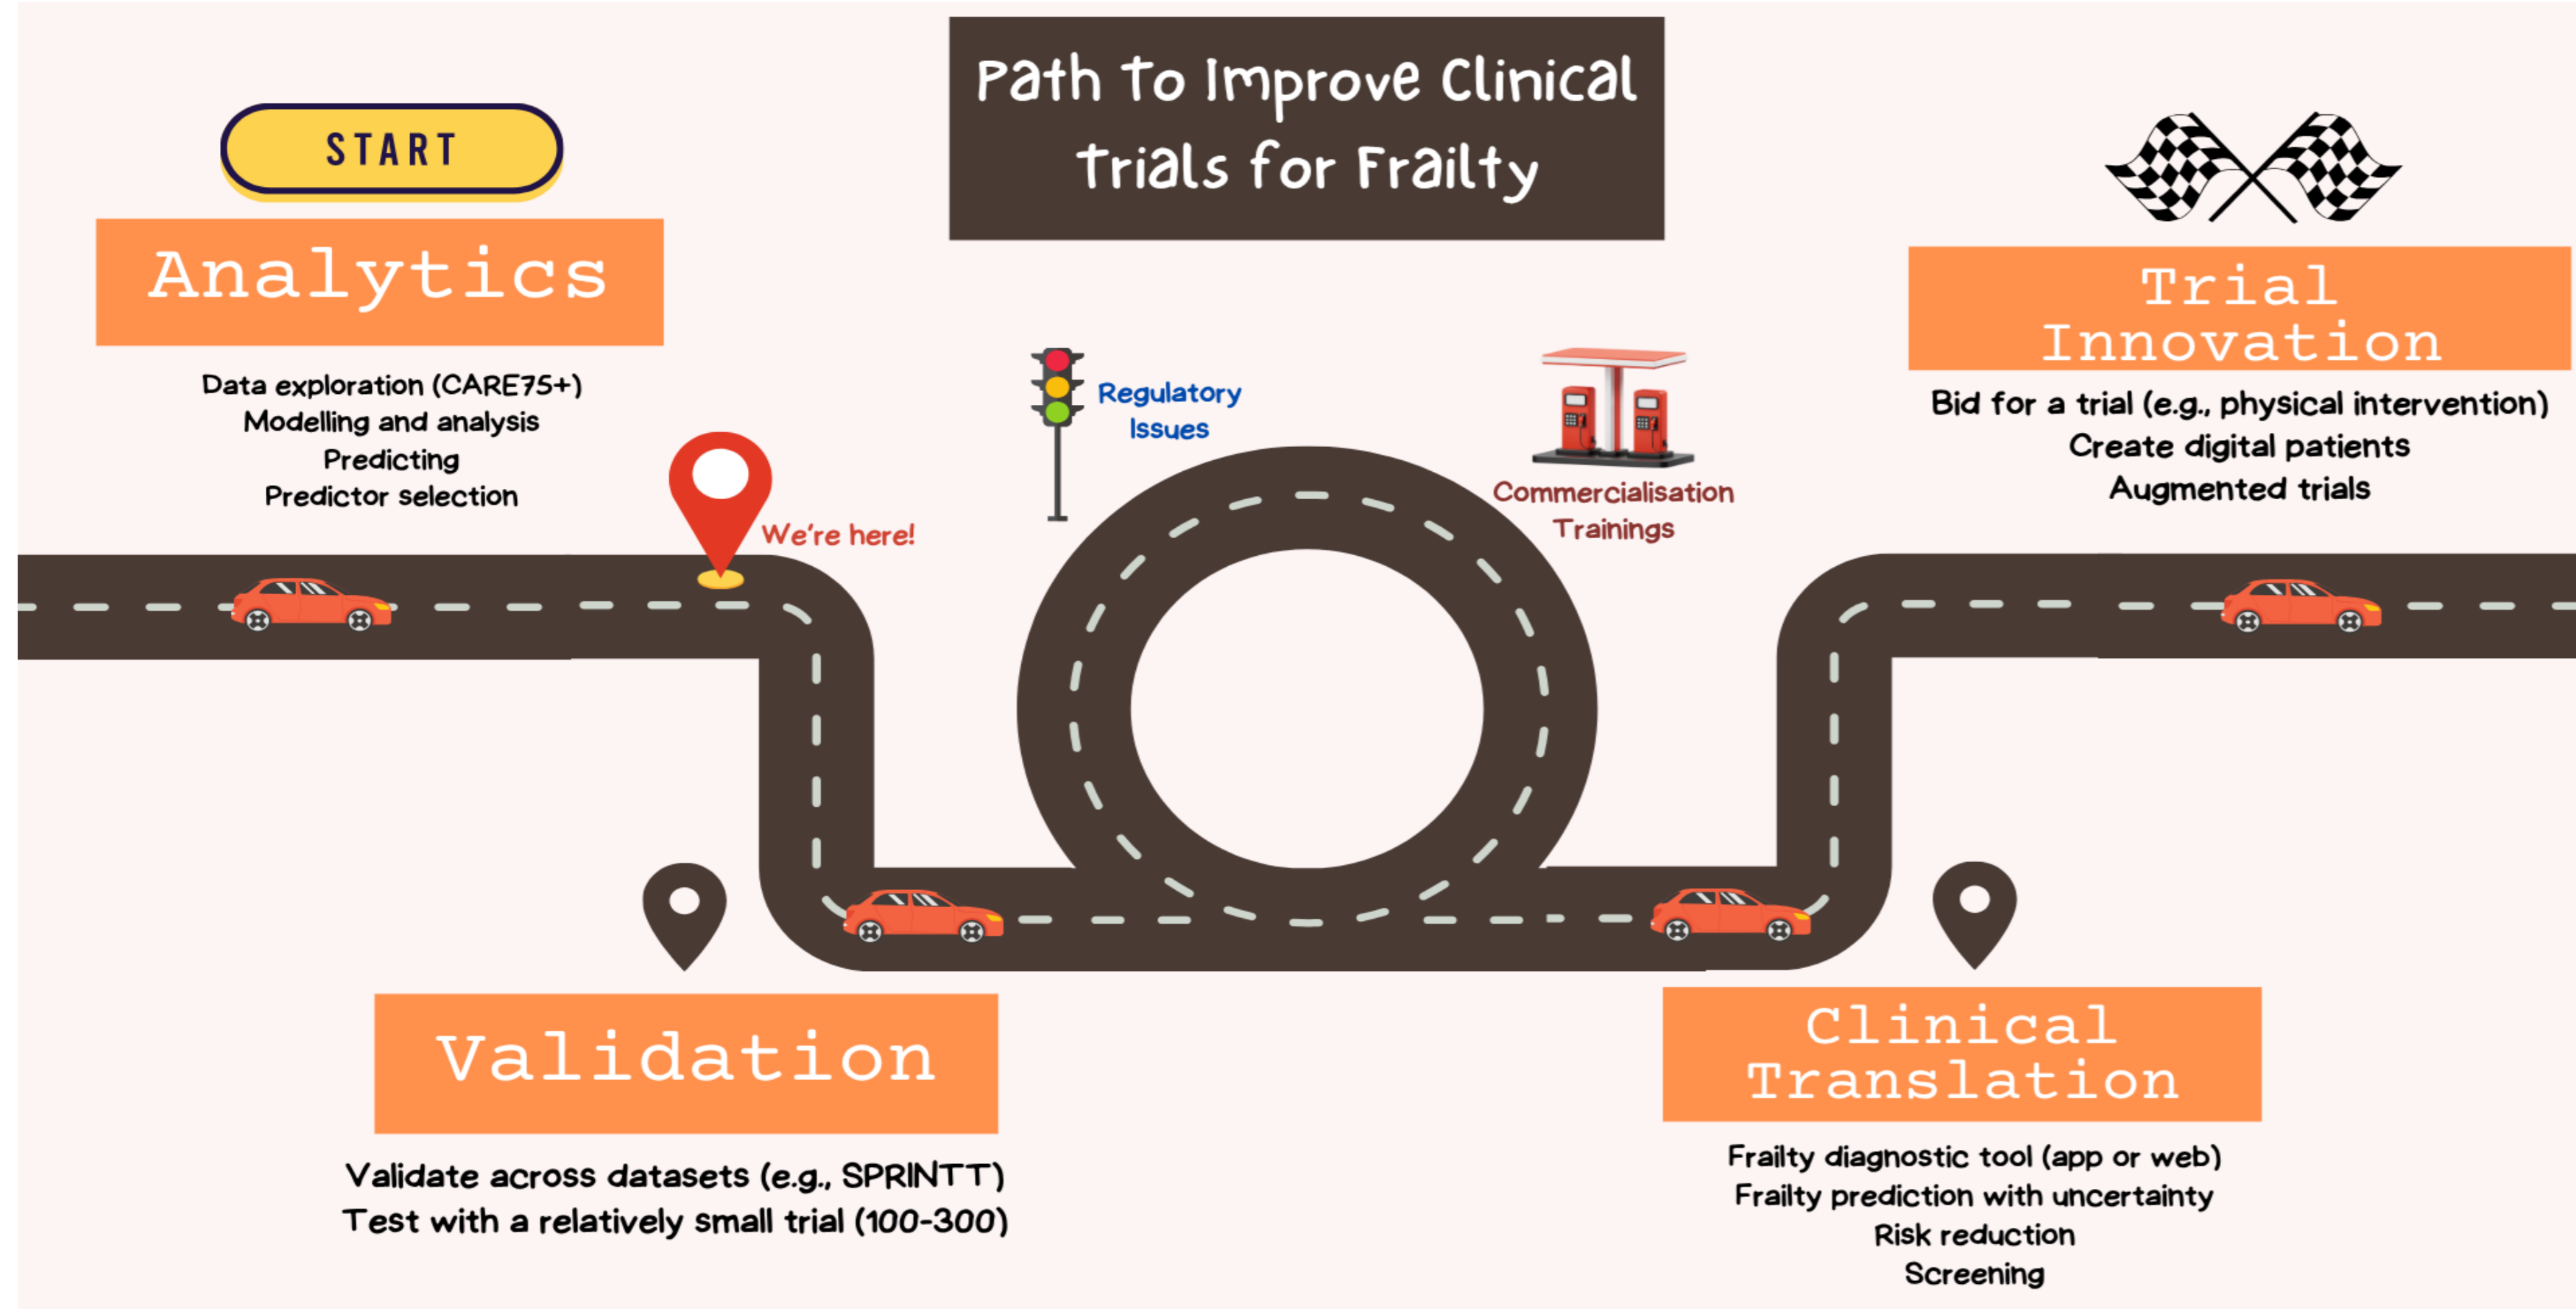 Path to Improve Clinical
Trials for Frailty
START
Analytics
Data exploration (CARE75+)
Modelling and analysis
Predicting
Predictor selection
We're here!
Regulatory
Issues
Commercialisation
Trainings
Trial
Innovation
Bid for a trial (e.g., physical intervention)
Create digital patients
Augmented trials
Validation
Validate across datasets (e.g., SPRINTT)
Test with a relatively small trial (100-300)
Clinical
Translation
Frailty diagnostic tool (app or web)
Frailty prediction with uncertainty
Risk reduction
Screening